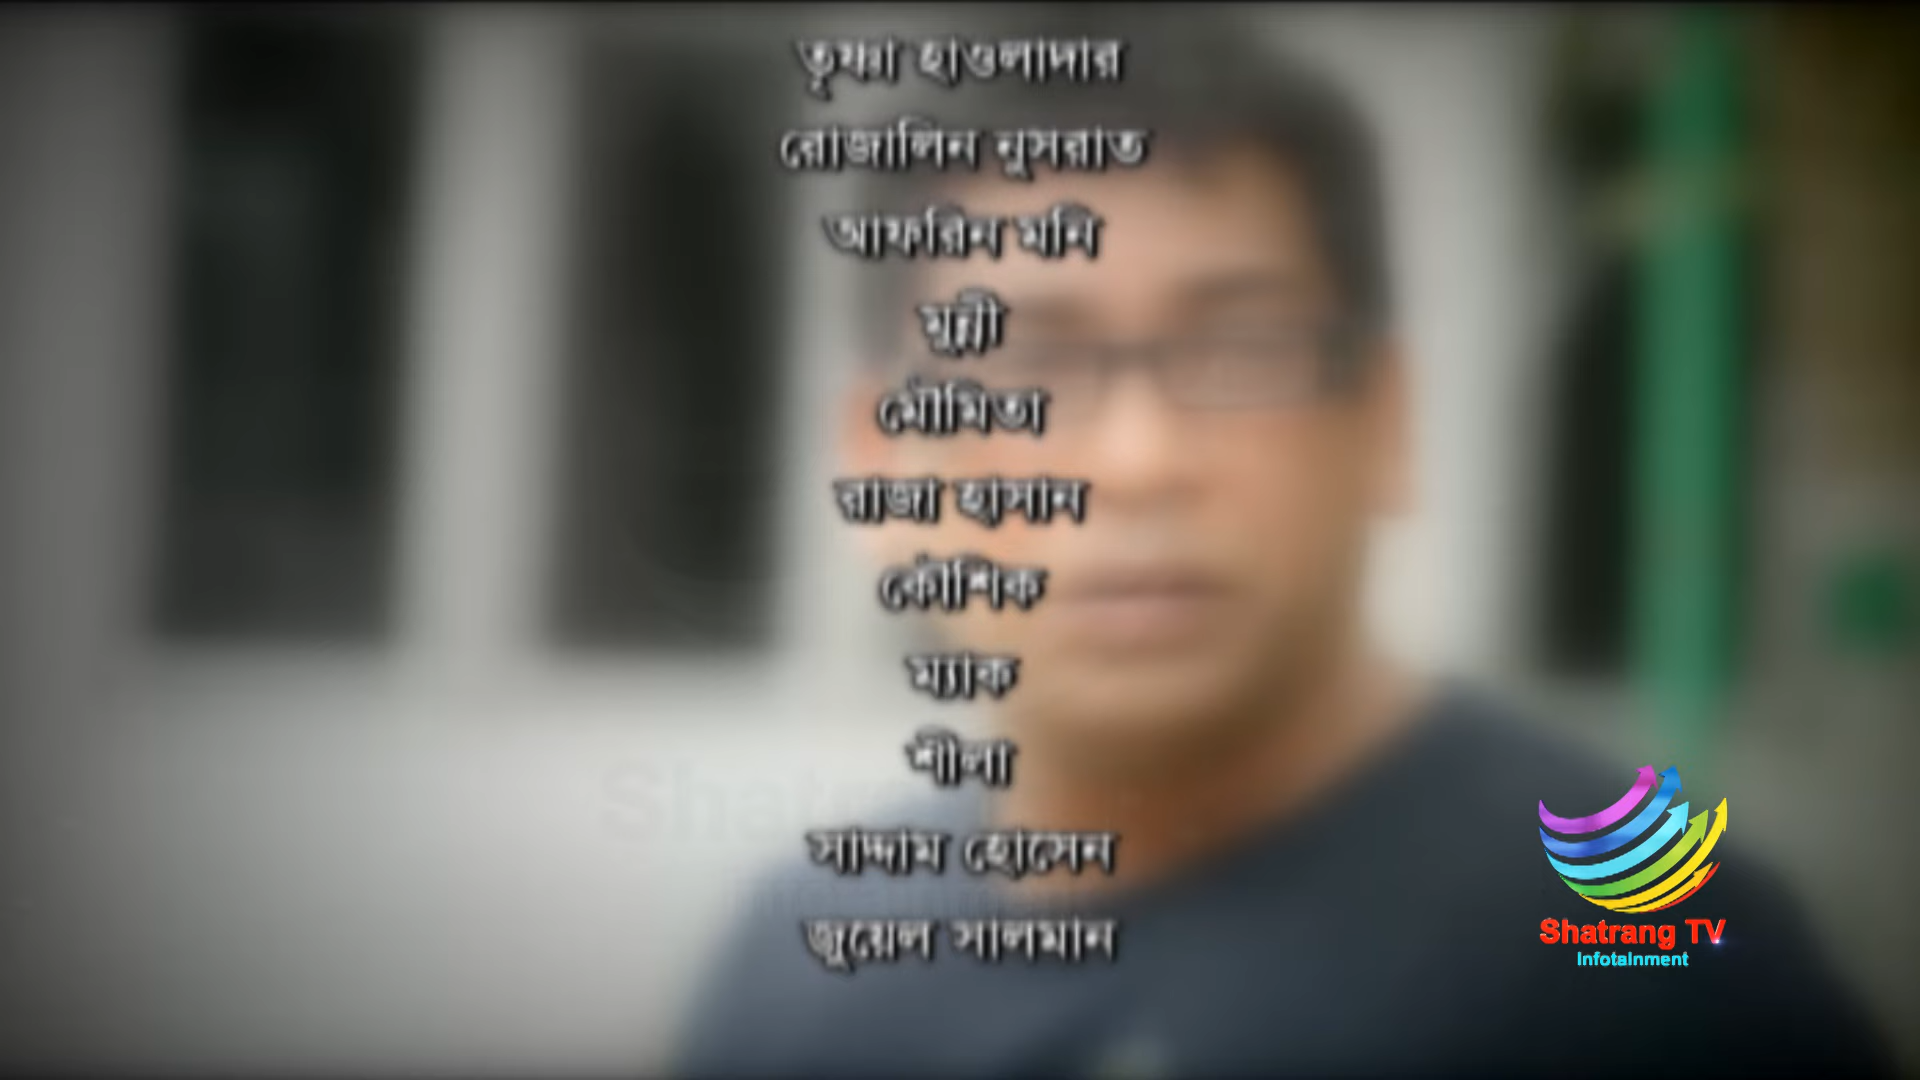 তৃষ্ণা হাওলাদার
রোজালিন নুসরাত
আফরিন মনি
মুন্নী
মৌমিতা
রাজা হাসান
কৌশিক
ম্যাক
শীলা
সাদ্দাম হোসেন
জুয়েল সালমান
Shatrang TV
Infotainment